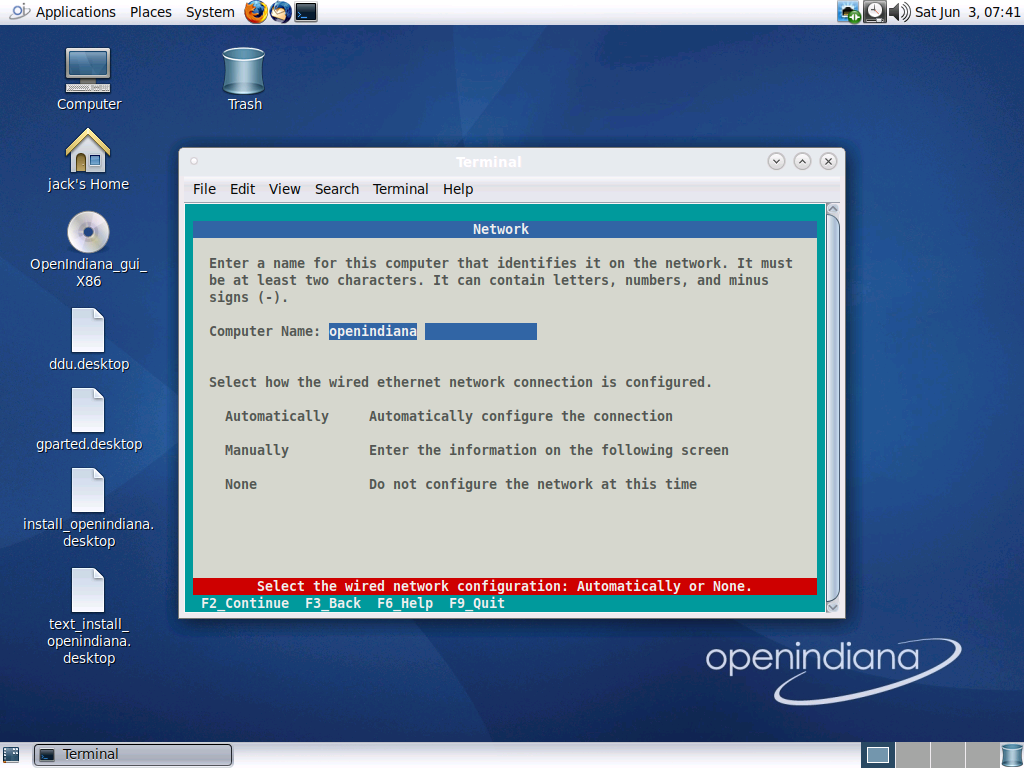 Applications Places System
Sat Jun 3, 07:41
Computer
Trash
jack's Home
OpenIndiana_gui_
X86
ddu.desktop
gparted.desktop
install_openindiana.
desktop
text_install_
openindiana.
desktop
Terminal
File Edit View Search Terminal Help
Network
Enter a name for this computer that identifies it on the network. It must
be at least two characters. It can contain letters, numbers, and minus
signs (-).
Computer Name: openindiana
Select how the wired ethernet network connection is configured.
Automatically Automatically configure the connection
Manually Enter the information on the following screen
None Do not configure the network at this time
Select the wired network configuration: Automatically or None.
F2_Continue F3_Back F6_Help F9_Quit
openindiana
Terminal